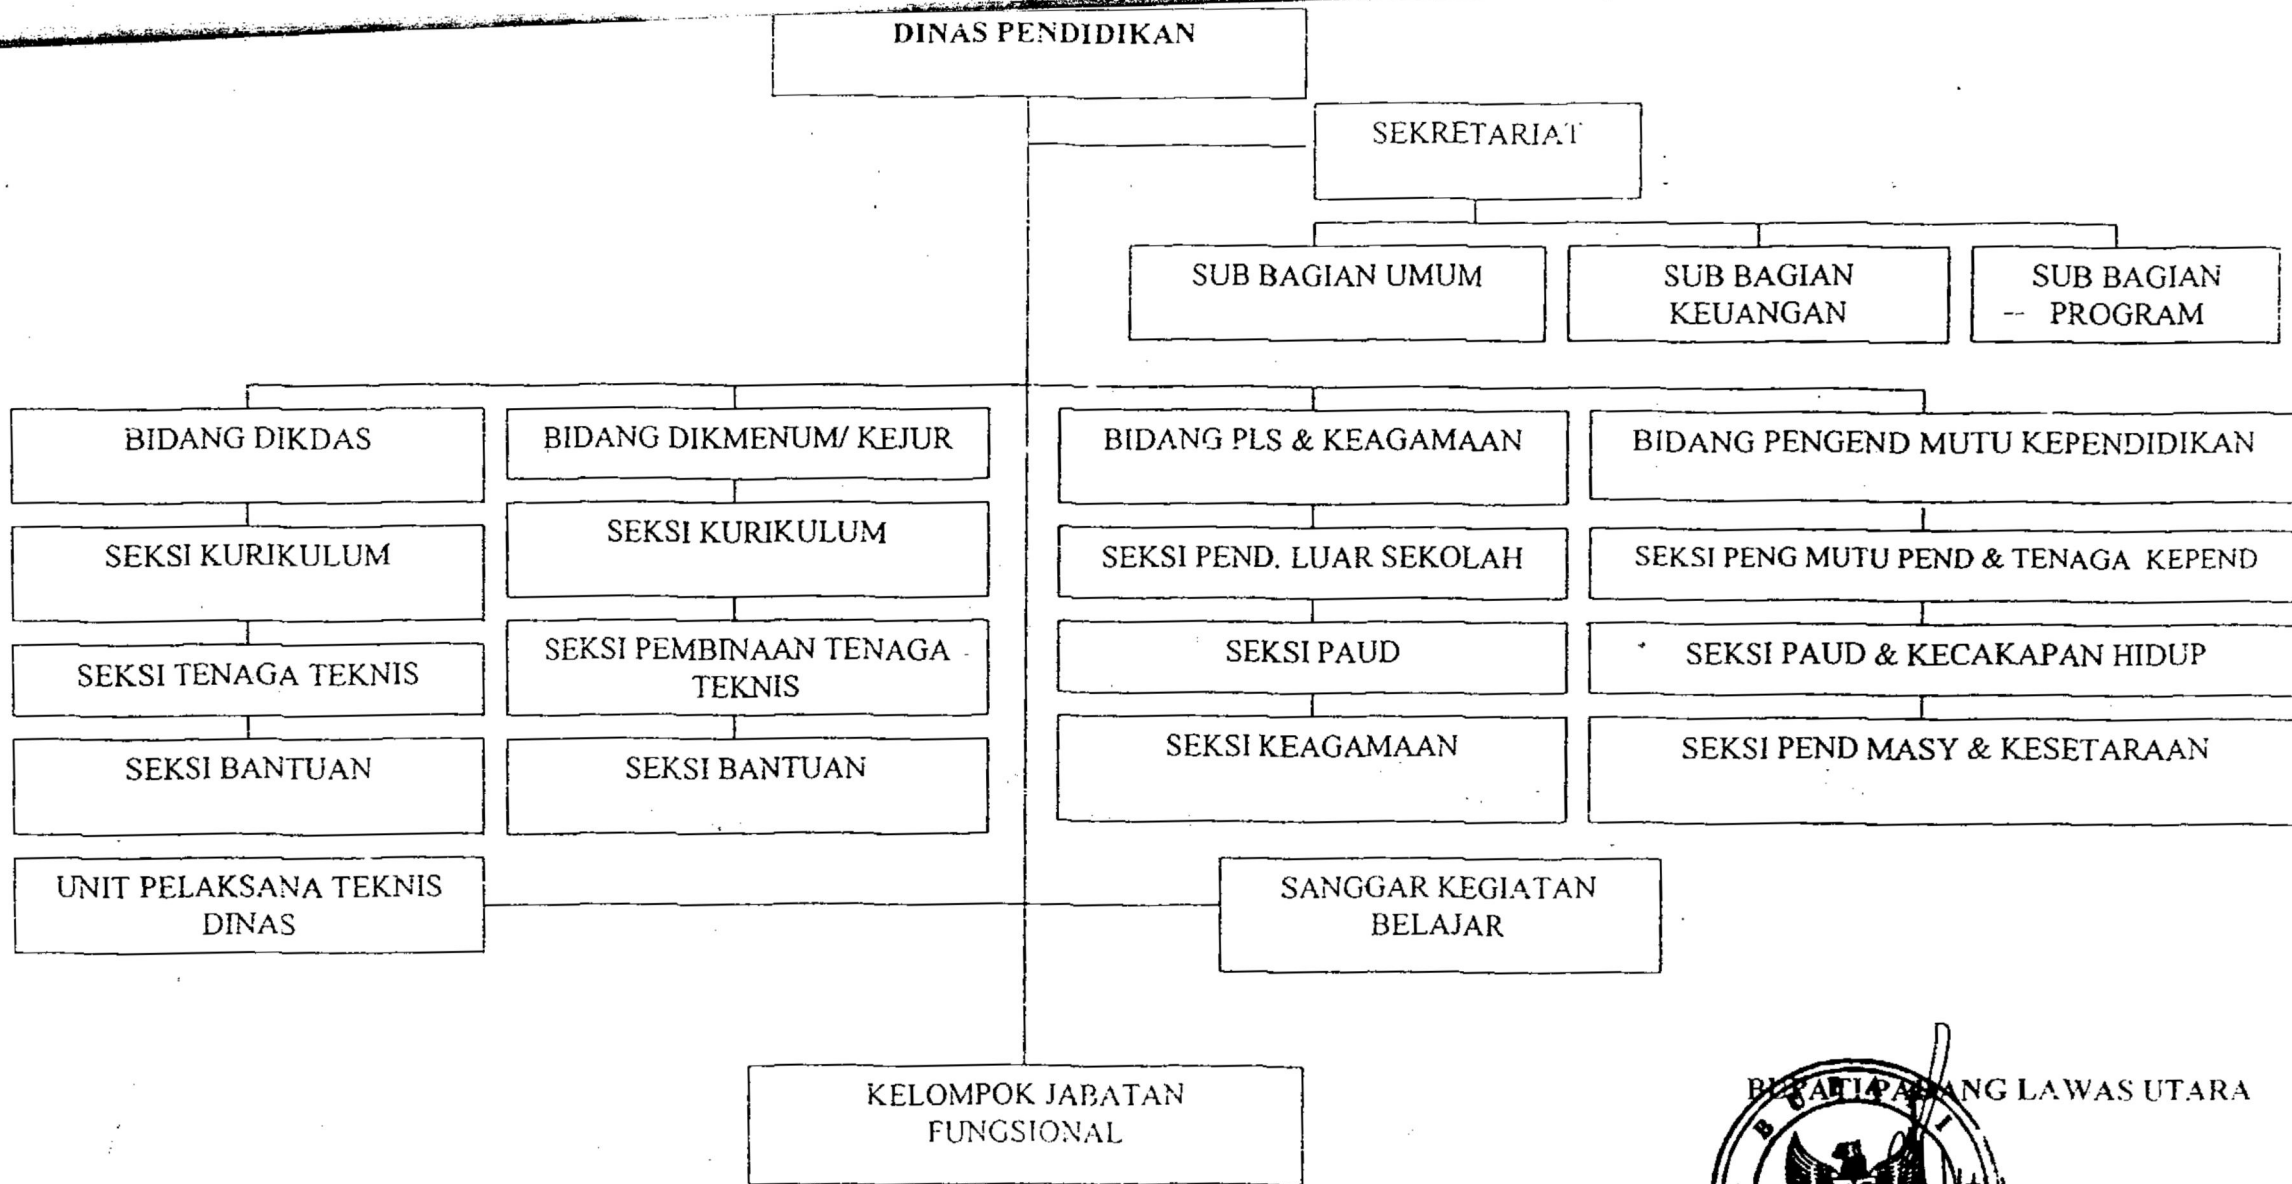 DINAS PENDIDIKAN
SEKRETARIAT
SUB BAGIAN UMUM
SUB BAGIAN
KEUANGAN
SUB BAGIAN
-- PROGRAM
BIDANG DIKDAS
BIDANG DIKMENUM/ KEJUR
BIDANG PLS & KEAGAMAAN
BIDANG PENGEND MUTU KEPENDIDIKAN
SEKSI KURIKULUM
SEKSI KURIKULUM
SEKSI PEND. LUAR SEKOLAH
SEKSI PENG MUTU PEND & TENAGA KEPEND
SEKSI TENAGA TEKNIS
SEKSI PEMBINAAN TENAGA
TEKNIS
SEKSI PAUD
SEKSI PAUD & KECAKAPAN HIDUP
SEKSI BANTUAN
SEKSI BANTUAN
SEKSI KEAGAMAAN
SEKSI PEND MASY & KESETARAAN
UNIT PELAKSANA TEKNIS
DINAS
SANGGAR KEGIATAN
BELAJAR
KELOMPOK JABATAN
FUNGSIONAL
BUPATI PADANG LAWAS UTARA
BUPATI